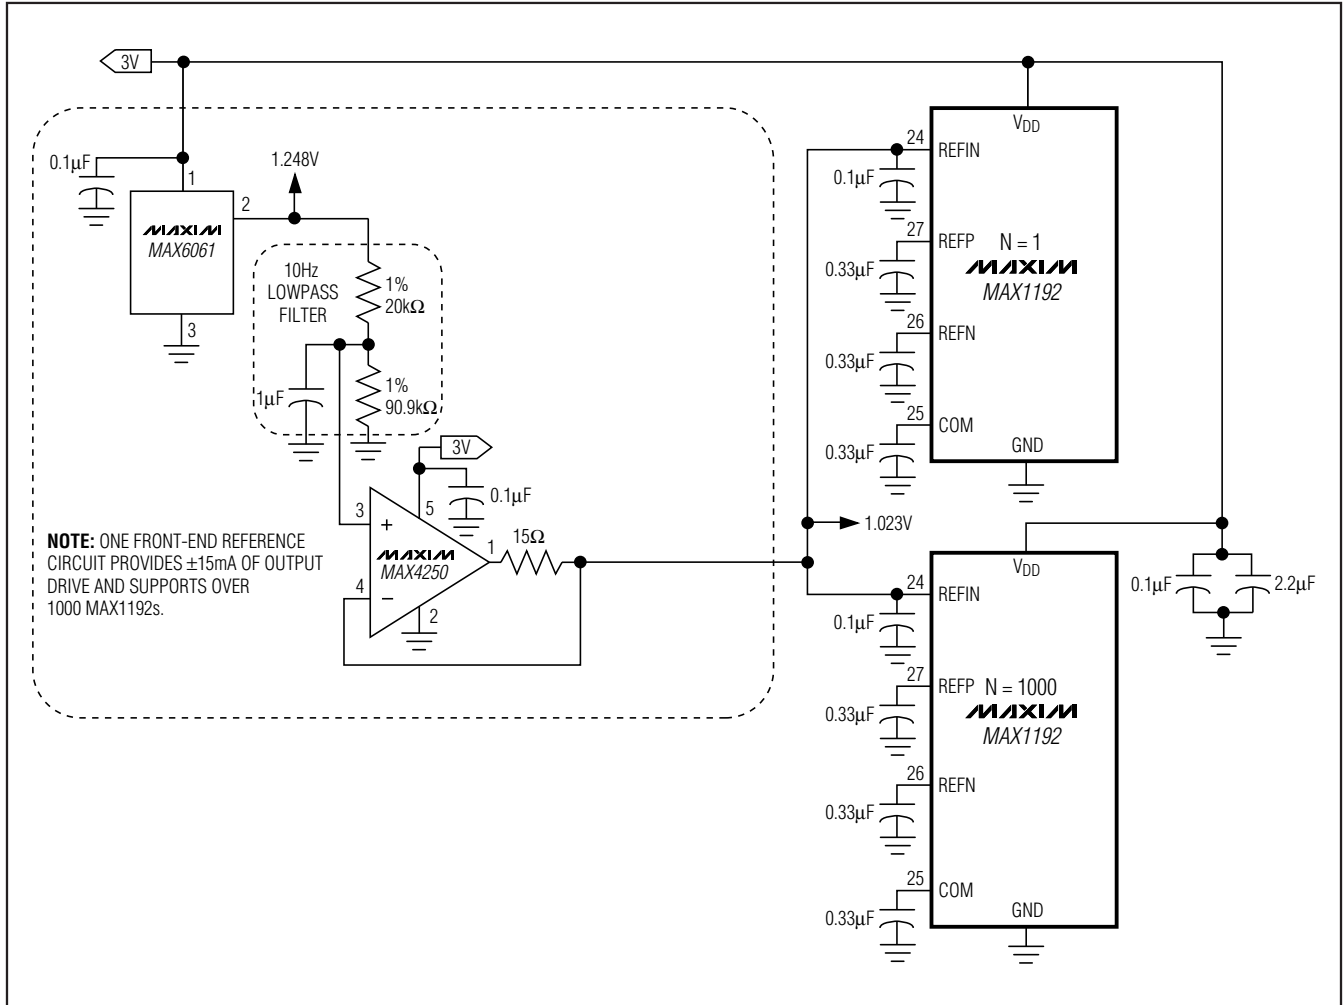 3V
0.1µF
1
1.248V
2
MAXIM
MAX6061
3
10Hz
LOWPASS
FILTER
1%
20kΩ
1µF
1%
90.9kΩ
3V
0.1µF
5
3
+
MAXIM
MAX4250
4
−
2
1
15Ω
NOTE: ONE FRONT-END REFERENCE
CIRCUIT PROVIDES ±15mA OF OUTPUT
DRIVE AND SUPPORTS OVER
1000 MAX1192s.
VDD
24
REFIN
0.1µF
27
REFP
N = 1
MAXIM
MAX1192
0.33µF
26
REFN
0.33µF
25
COM
0.33µF
GND
1.023V
VDD
24
REFIN
0.1µF
27
REFP
N = 1000
MAXIM
MAX1192
0.33µF
26
REFN
0.33µF
25
COM
0.33µF
GND
0.1µF
2.2µF